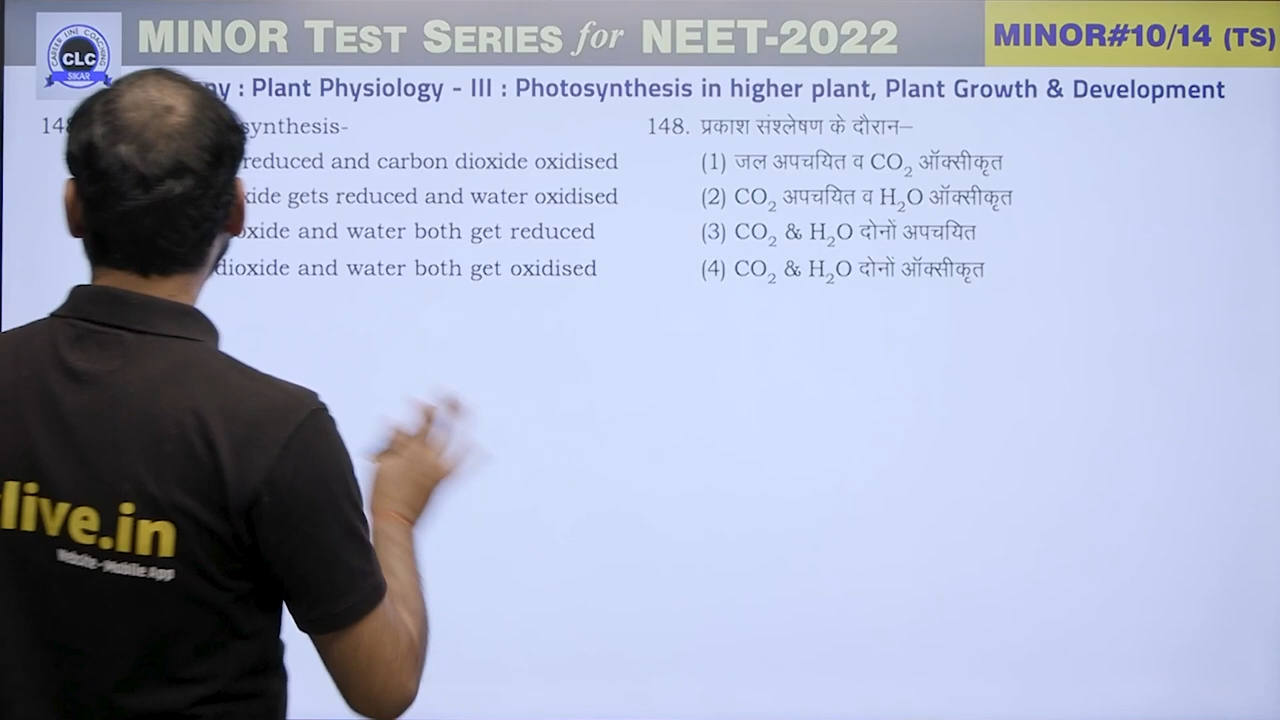 MINOR TEST SERIES for NEET-2022
MINOR#10/14 (TS)
CAREER LINE COACHING
CLC
SIKAR
: Plant Physiology - III : Photosynthesis in higher plant, Plant Growth & Development
synthesis-
reduced and carbon dioxide oxidised
xide gets reduced and water oxidised
oxide and water both get reduced
dioxide and water both get oxidised
148. प्रकाश संश्लेषण के दौरान–
(1) जल अपचयित व CO₂ ऑक्सीकृत
(2) CO₂ अपचयित व H₂O ऑक्सीकृत
(3) CO₂ & H₂O दोनों अपचयित
(4) CO₂ & H₂O दोनों ऑक्सीकृत
live.in
Website - Mobile App